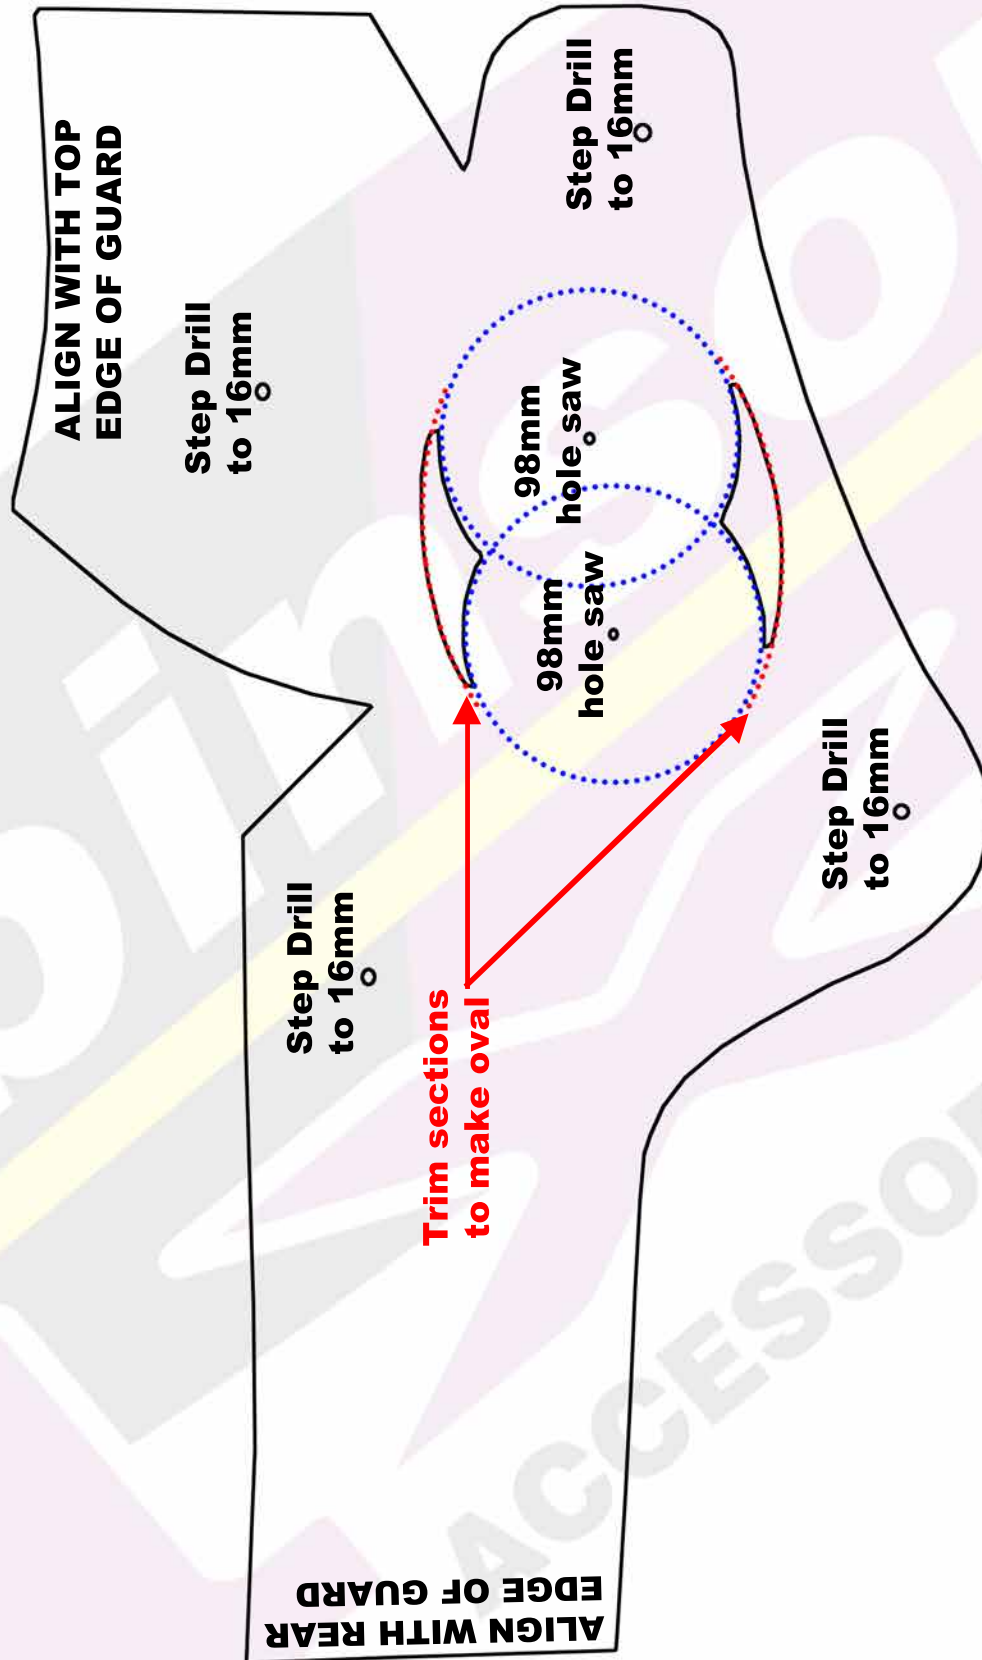 ALIGN WITH TOP
EDGE OF GUARD
Step Drill
to 16mm
Step Drill
to 16mm
98mm
hole saw
98mm
hole saw
Step Drill
to 16mm
Step Drill
to 16mm
Trim sections
to make oval
ALIGN WITH REAR
EDGE OF GUARD